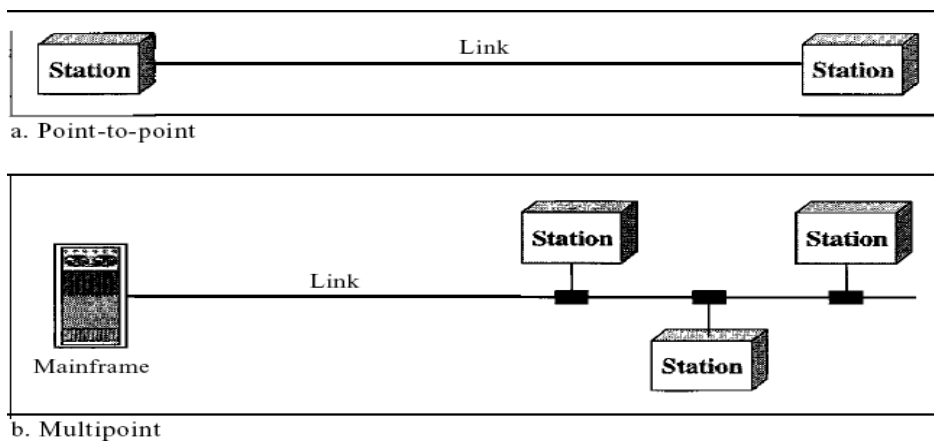 Link
Station
Station
a. Point-to-point
Station
Station
Link
Mainframe
Station
b. Multipoint